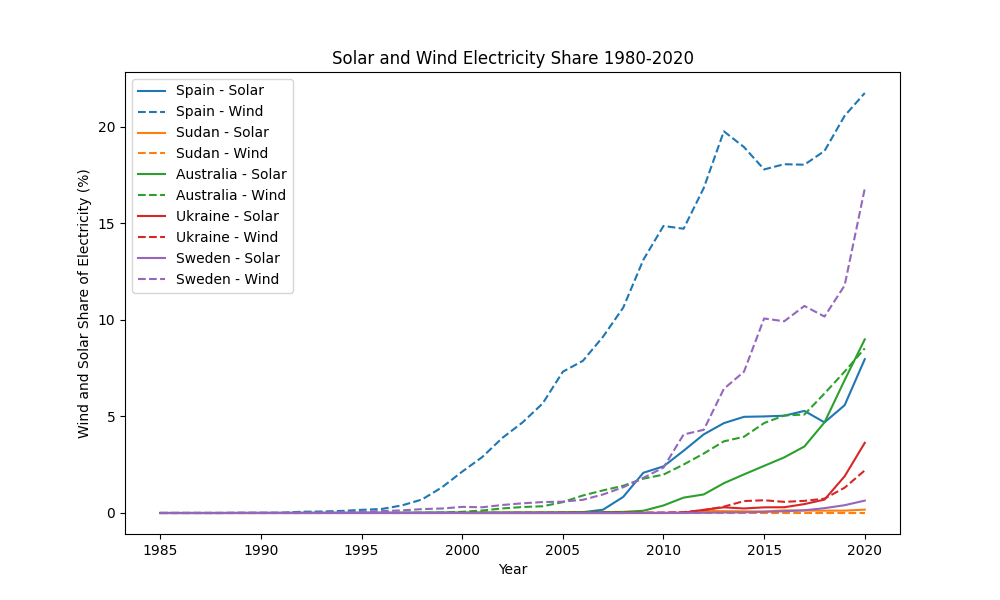 Solar and Wind Electricity Share 1980-2020
Spain - Solar
Spain - Wind
Sudan - Solar
Sudan - Wind
Australia - Solar
Australia - Wind
Ukraine - Solar
Ukraine - Wind
Sweden - Solar
Sweden - Wind
Wind and Solar Share of Electricity (%)
20
15
10
5
0
1985 1990 1995 2000 2005 2010 2015 2020
Year